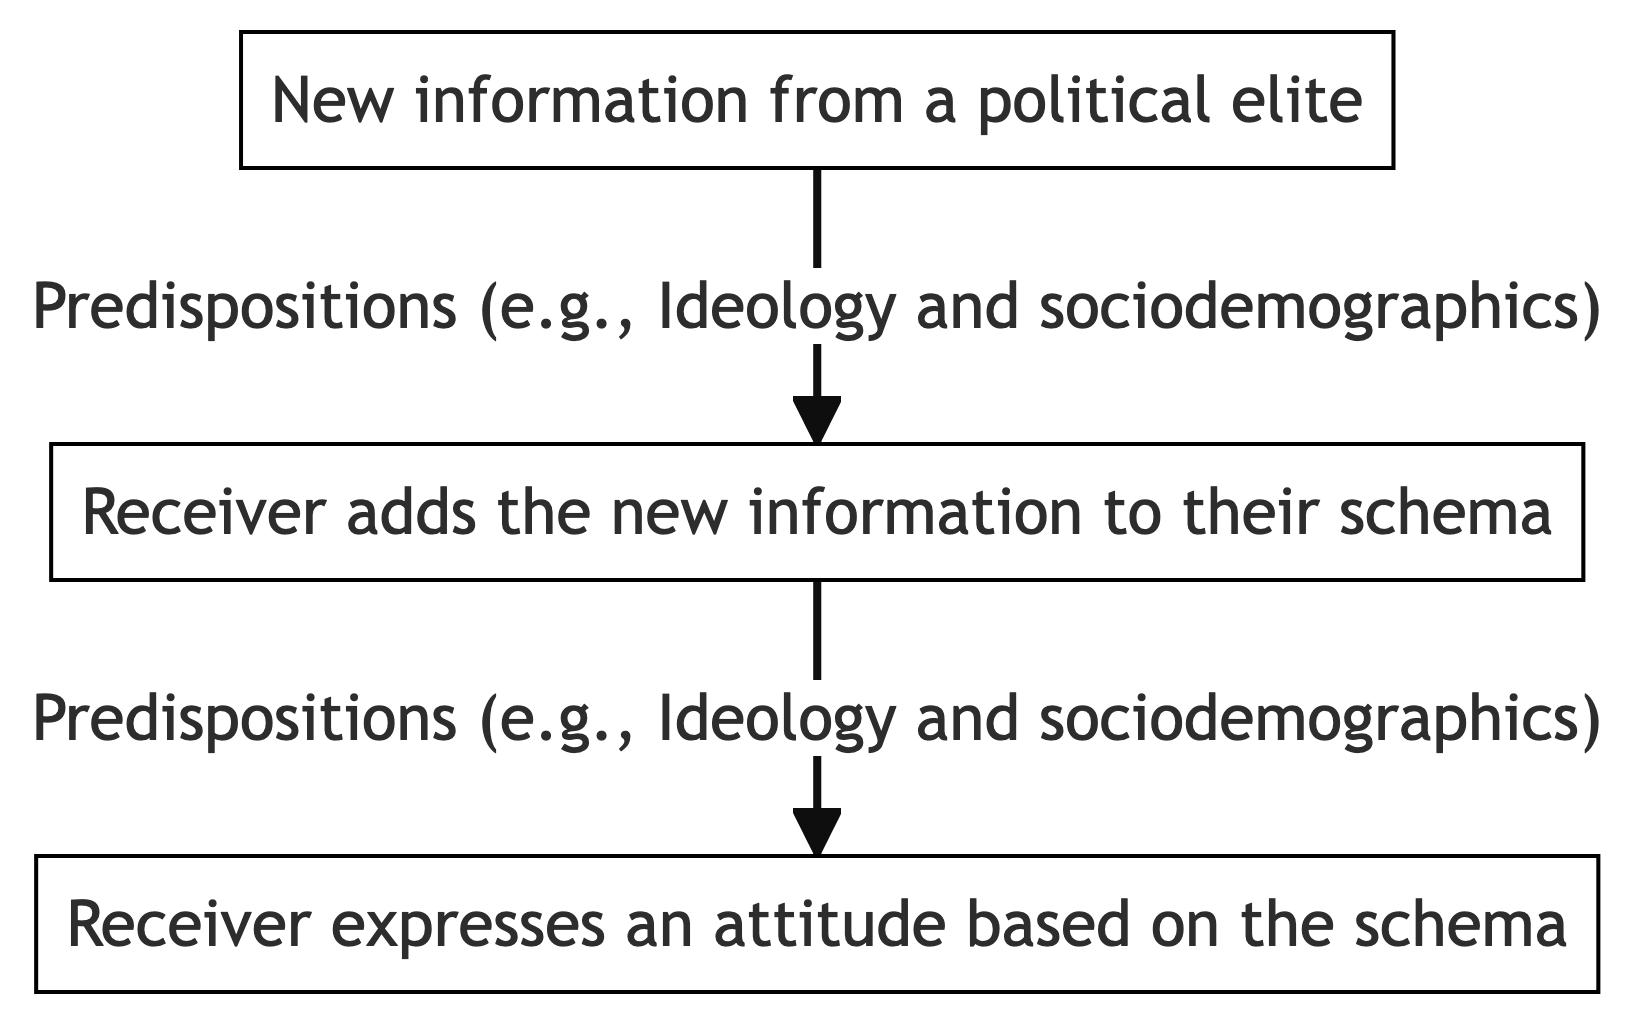 New information from a political elite
Predispositions (e.g., Ideology and sociodemographics)
Receiver adds the new information to their schema
Predispositions (e.g., Ideology and sociodemographics)
Receiver expresses an attitude based on the schema